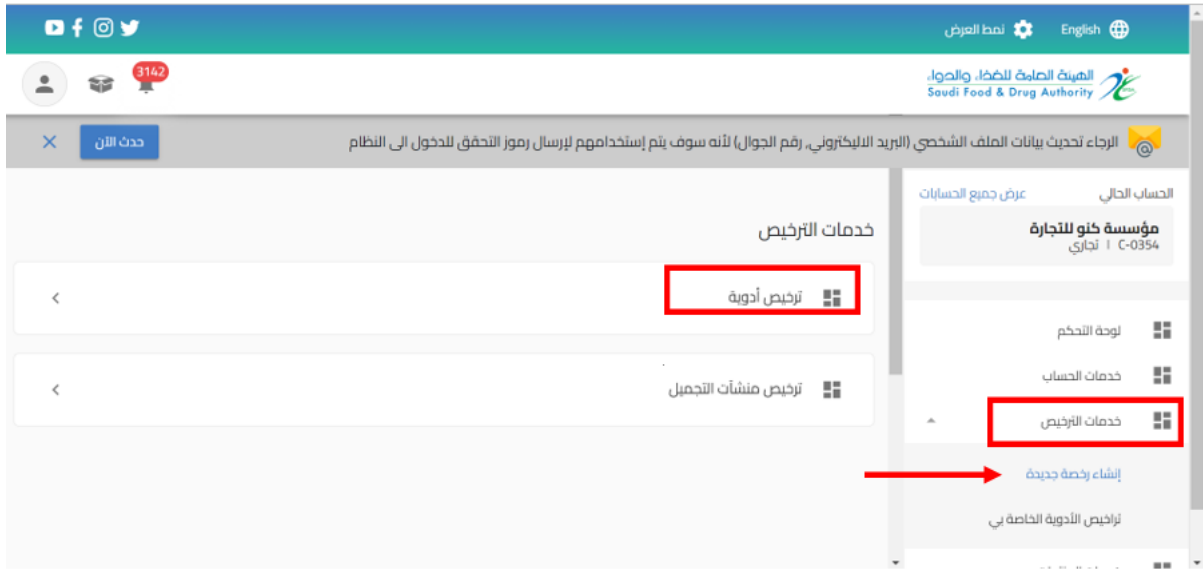 English
نمط العرض
الهيئة العامة للغذاء والدواء
Saudi Food & Drug Authority
3142
الرجاء تحديث بيانات الملف الشخصي (البريد الاليكتروني, رقم الجوال) لأنه سوف يتم إستخدامهم لإرسال رموز التحقق للدخول الى النظام
حدث الآن
الحساب الحالي
عرض جميع الحسابات
مؤسسة كنو للتجارة
C-0354 | تجاري
لوحة التحكم
خدمات الحساب
خدمات الترخيص
إنشاء رخصة جديدة
تراخيص الأدوية الخاصة بي
خدمات الترخيص
ترخيص أدوية
ترخيص منشآت التجميل